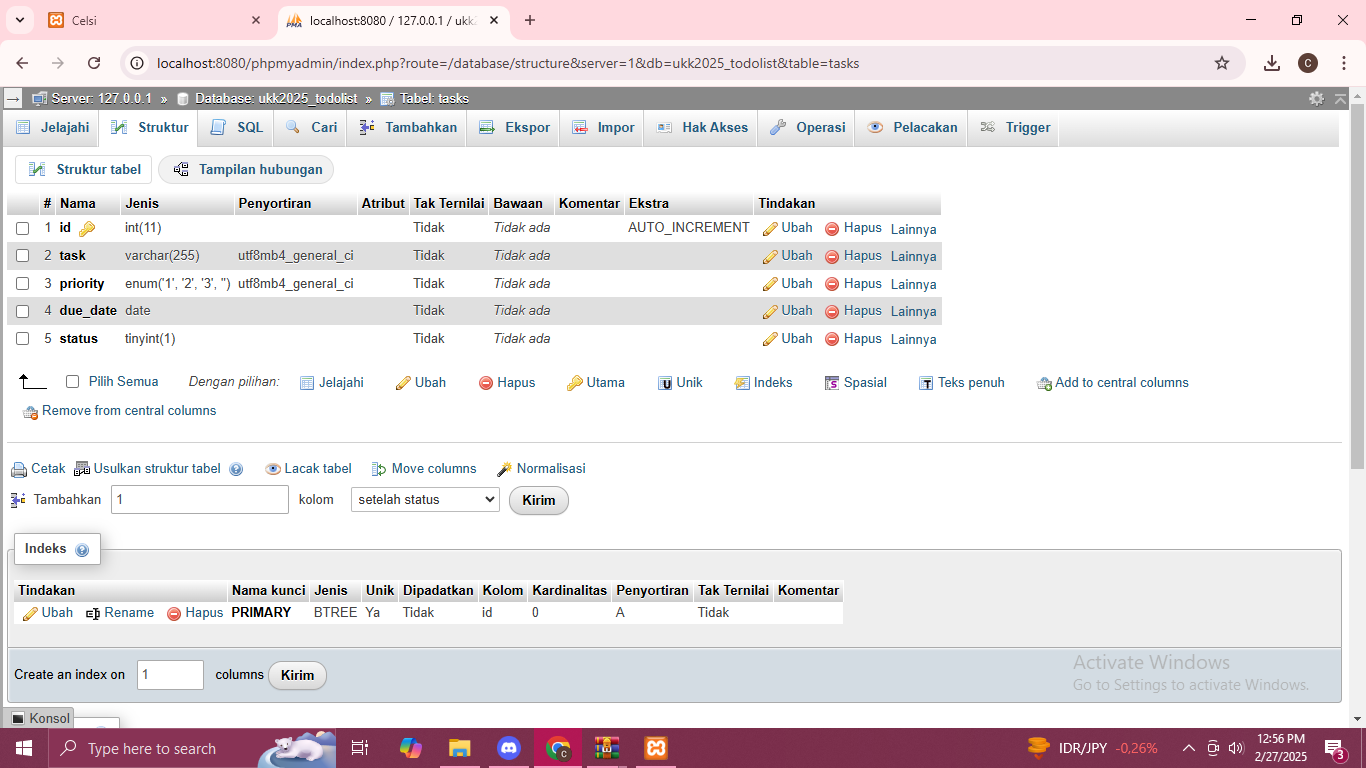 Celsi
localhost:8080 / 127.0.0.1 / ukk2
localhost:8080/phpmyadmin/index.php?route=/database/structure&server=1&db=ukk2025_todolist&table=tasks
Server: 127.0.0.1 » Database: ukk2025_todolist » Tabel: tasks
Jelajahi Struktur SQL Cari Tambahkan Ekspor Impor Hak Akses Operasi Pelacakan Trigger
Struktur tabel Tampilan hubungan
# Nama Jenis Penyortiran Atribut Tak Ternilai Bawaan Komentar Ekstra Tindakan
1 id int(11) Tidak Tidak ada AUTO_INCREMENT Ubah Hapus Lainnya
2 task varchar(255) utf8mb4_general_ci Tidak Tidak ada Ubah Hapus Lainnya
3 priority enum('1', '2', '3', '') utf8mb4_general_ci Tidak Tidak ada Ubah Hapus Lainnya
4 due_date date Tidak Tidak ada Ubah Hapus Lainnya
5 status tinyint(1) Tidak Tidak ada Ubah Hapus Lainnya
Pilih Semua Dengan pilihan: Jelajahi Ubah Hapus Utama Unik Indeks Spasial Teks penuh Add to central columns
Remove from central columns
Cetak Usulkan struktur tabel Lacak tabel Move columns Normalisasi
Tambahkan 1 kolom setelah status Kirim
Indeks
Tindakan Nama kunci Jenis Unik Dipadatkan Kolom Kardinalitas Penyortiran Tak Ternilai Komentar
Ubah Rename Hapus PRIMARY BTREE Ya Tidak id 0 A Tidak
Create an index on 1 columns Kirim
Activate Windows
Go to Settings to activate Windows.
Konsol
Type here to search
IDR/JPY -0,26%
12:56 PM
2/27/2025
3